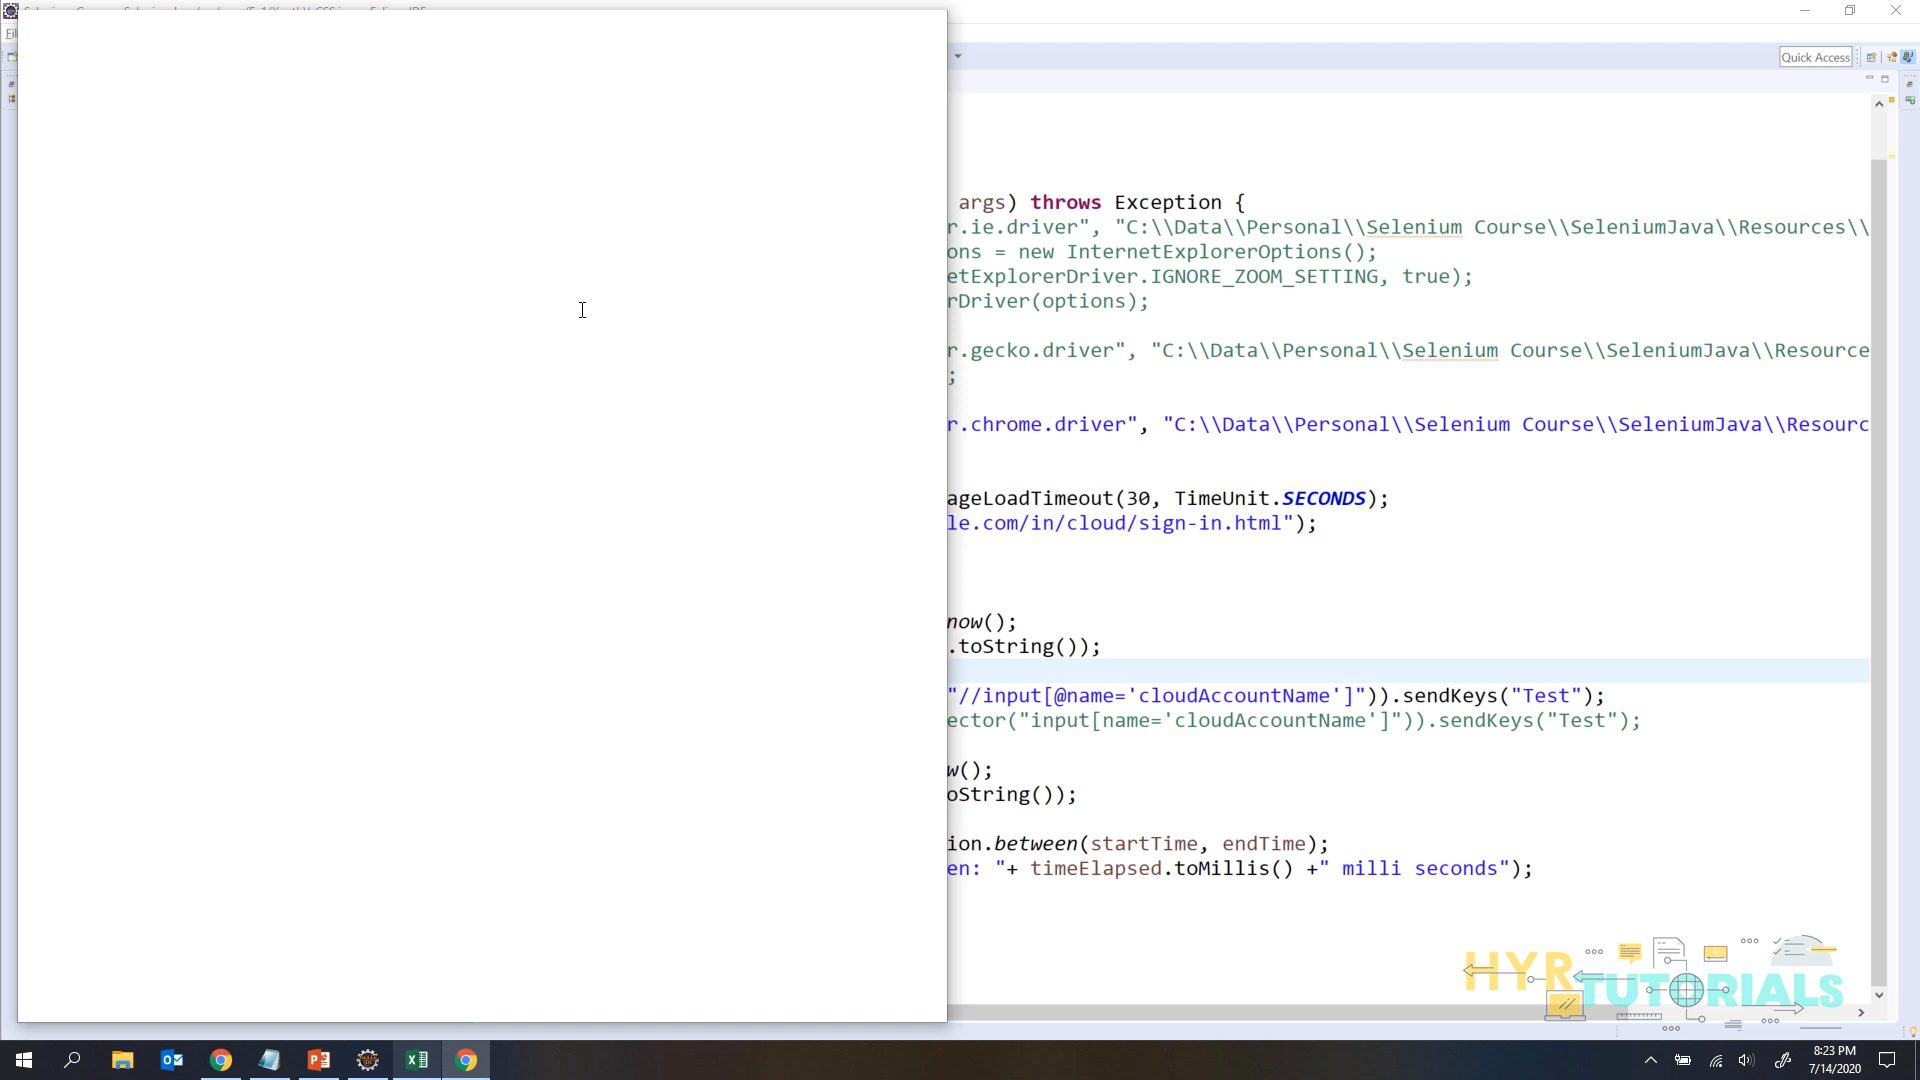 Fil
Quick Access
args) throws Exception {
r.ie.driver", "C:\\Data\\Personal\\Selenium Course\\SeleniumJava\\Resources\\
ons = new InternetExplorerOptions();
etExplorerDriver.IGNORE_ZOOM_SETTING, true);
rDriver(options);
r.gecko.driver", "C:\\Data\\Personal\\Selenium Course\\SeleniumJava\\Resource
;
r.chrome.driver", "C:\\Data\\Personal\\Selenium Course\\SeleniumJava\\Resourc
ageLoadTimeout(30, TimeUnit.SECONDS);
le.com/in/cloud/sign-in.html");
now();
.toString());
"//input[@name='cloudAccountName']")).sendKeys("Test");
ector("input[name='cloudAccountName']")).sendKeys("Test");
w();
oString());
ion.between(startTime, endTime);
en: "+ timeElapsed.toMillis() +" milli seconds");
HYR
TUTORIALS
8:23 PM
7/14/2020